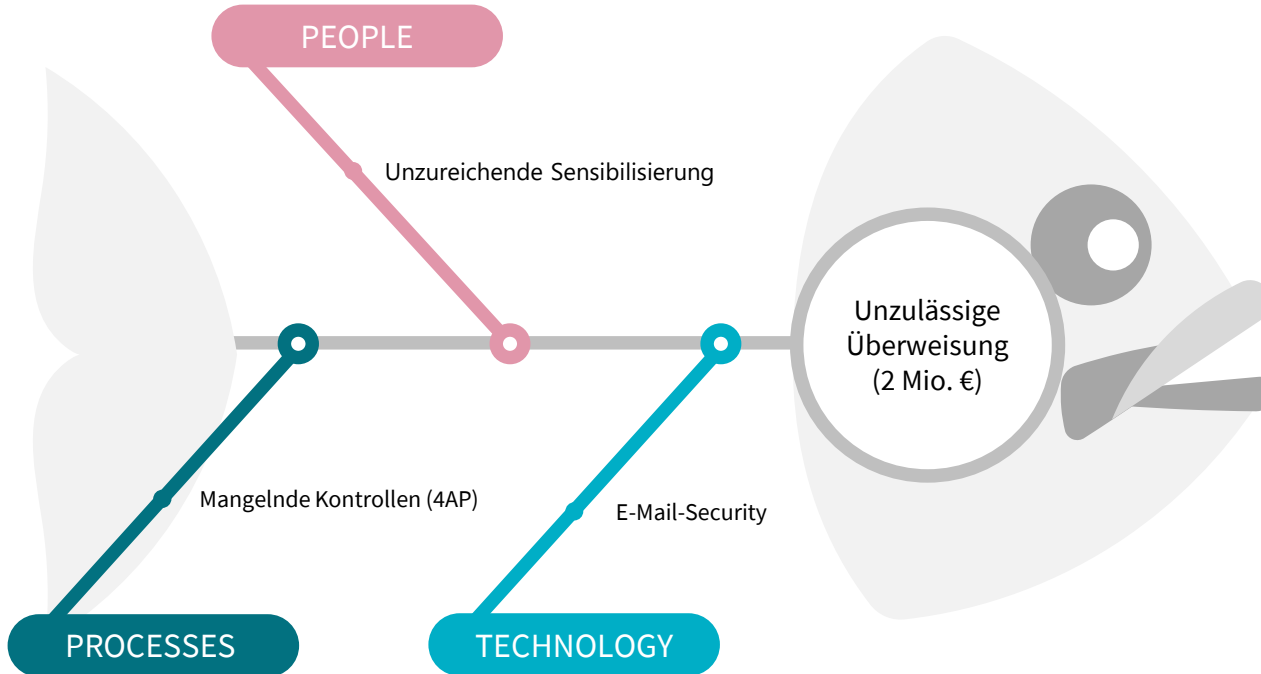 PEOPLE
Unzureichende Sensibilisierung
Unzulässige
Überweisung
(2 Mio. €)
Mangelnde Kontrollen (4AP)
E-Mail-Security
PROCESSES
TECHNOLOGY